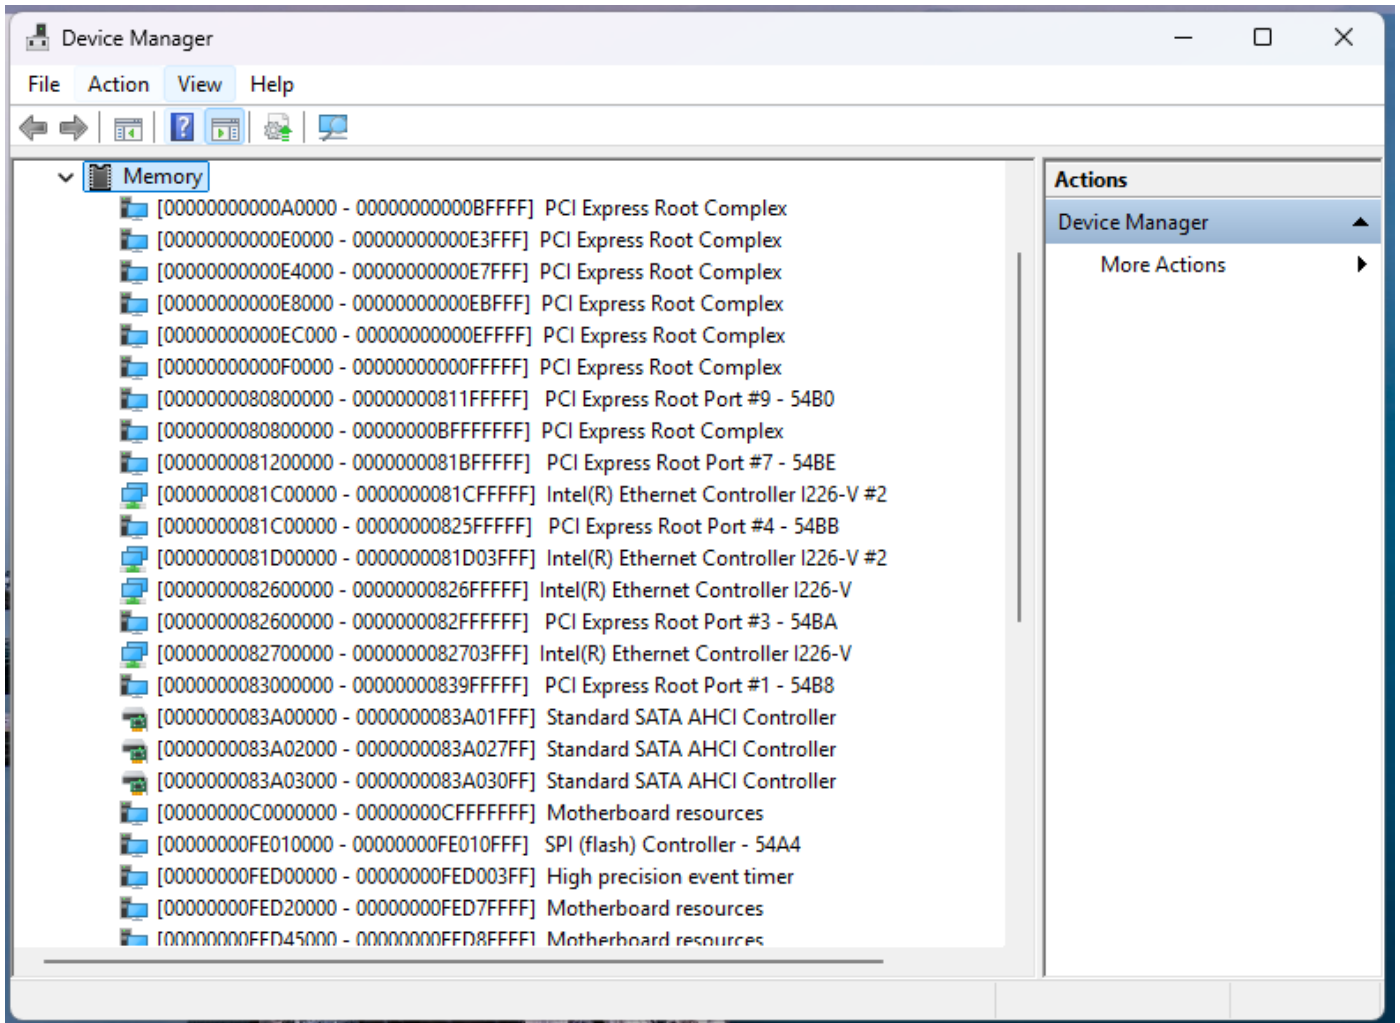 Device Manager
File Action View Help
Memory
[00000000000A0000 - 00000000000BFFFF] PCI Express Root Complex
[00000000000E0000 - 00000000000E3FFF] PCI Express Root Complex
[00000000000E4000 - 00000000000E7FFF] PCI Express Root Complex
[00000000000E8000 - 00000000000EBFFF] PCI Express Root Complex
[00000000000EC000 - 00000000000EFFFF] PCI Express Root Complex
[00000000000F0000 - 00000000000FFFFF] PCI Express Root Complex
[0000000080800000 - 00000000811FFFFF] PCI Express Root Port #9 - 54B0
[0000000080800000 - 00000000BFFFFFFF] PCI Express Root Complex
[0000000081200000 - 0000000081BFFFFF] PCI Express Root Port #7 - 54BE
[0000000081C00000 - 0000000081CFFFFF] Intel(R) Ethernet Controller I226-V #2
[0000000081C00000 - 00000000825FFFFF] PCI Express Root Port #4 - 54BB
[0000000081D00000 - 0000000081D03FFF] Intel(R) Ethernet Controller I226-V #2
[0000000082600000 - 00000000826FFFFF] Intel(R) Ethernet Controller I226-V
[0000000082600000 - 0000000082FFFFFF] PCI Express Root Port #3 - 54BA
[0000000082700000 - 0000000082703FFF] Intel(R) Ethernet Controller I226-V
[0000000083000000 - 00000000839FFFFF] PCI Express Root Port #1 - 54B8
[0000000083A00000 - 0000000083A01FFF] Standard SATA AHCI Controller
[0000000083A02000 - 0000000083A027FF] Standard SATA AHCI Controller
[0000000083A03000 - 0000000083A030FF] Standard SATA AHCI Controller
[00000000C0000000 - 00000000CFFFFFFF] Motherboard resources
[00000000FE010000 - 00000000FE010FFF] SPI (flash) Controller - 54A4
[00000000FED00000 - 00000000FED003FF] High precision event timer
[00000000FED20000 - 00000000FED7FFFF] Motherboard resources
[00000000FED45000 - 00000000FED8FFFF] Motherboard resources
Actions
Device Manager
More Actions